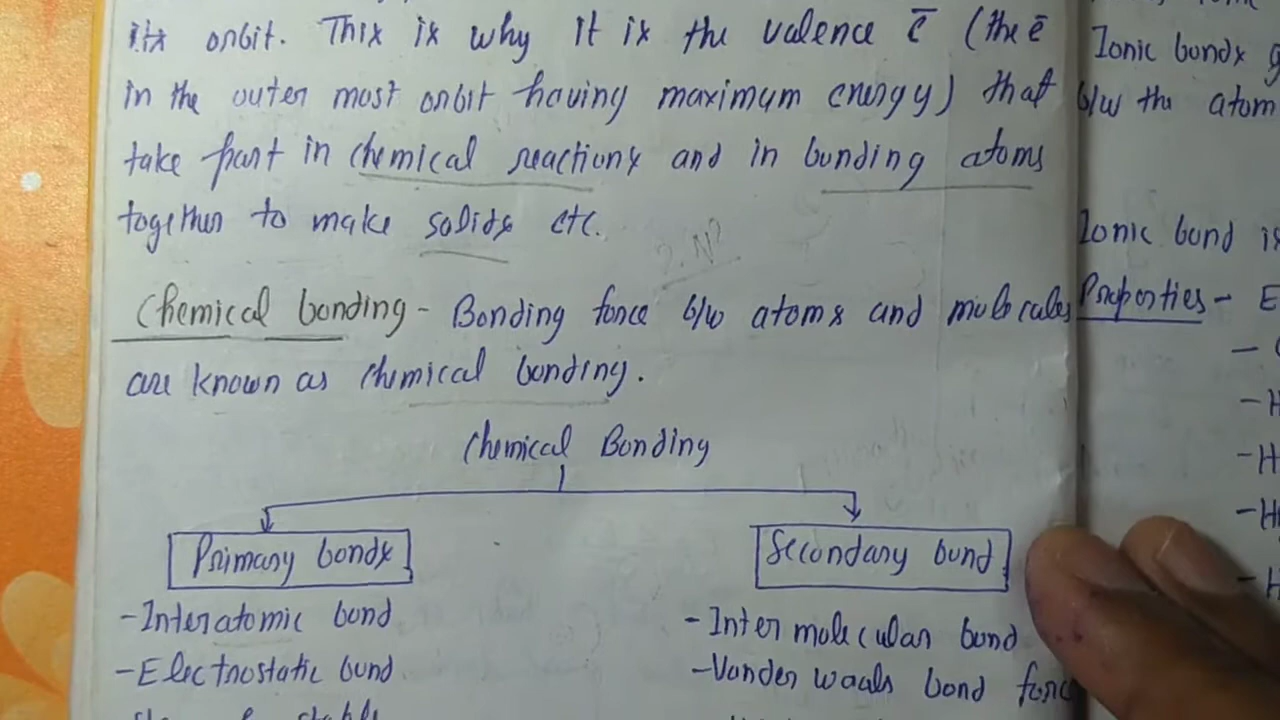 its orbit. This is why it is the valence ē (the ē
in the outer most orbit having maximum energy) that
take part in chemical reactions and in bonding atoms
together to make solids etc.
Chemical bonding - Bonding force b/w atoms and molecules
are known as chemical bonding.
Chemical Bonding
Primary bonds
Secondary bond
- Interatomic bond
- Electrostatic bond
- Inter molecular bond
- Vander waals bond
Ionic bonds
b/w the atom
Ionic bond is
Properties - E
- H
- H